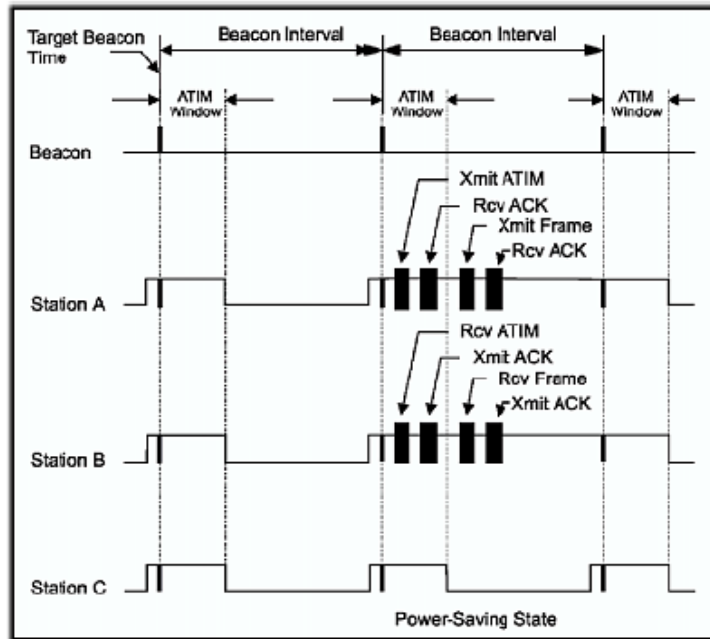 Target Beacon
Time
Beacon Interval
Beacon Interval
ATIM
Window
ATIM
Window
ATIM
Window
Beacon
Xmit ATIM
Rcv ACK
Xmit Frame
Rcv ACK
Station A
Rcv ATIM
Xmit ACK
Rcv Frame
Xmit ACK
Station B
Station C
Power-Saving State